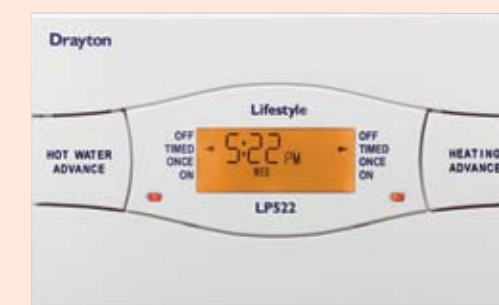 Drayton
Lifestyle
HOT WATER
ADVANCE
OFF
TIMED
ONCE
ON
5:22 PM
WED
OFF
TIMED
ONCE
ON
HEATING
ADVANCE
LP522